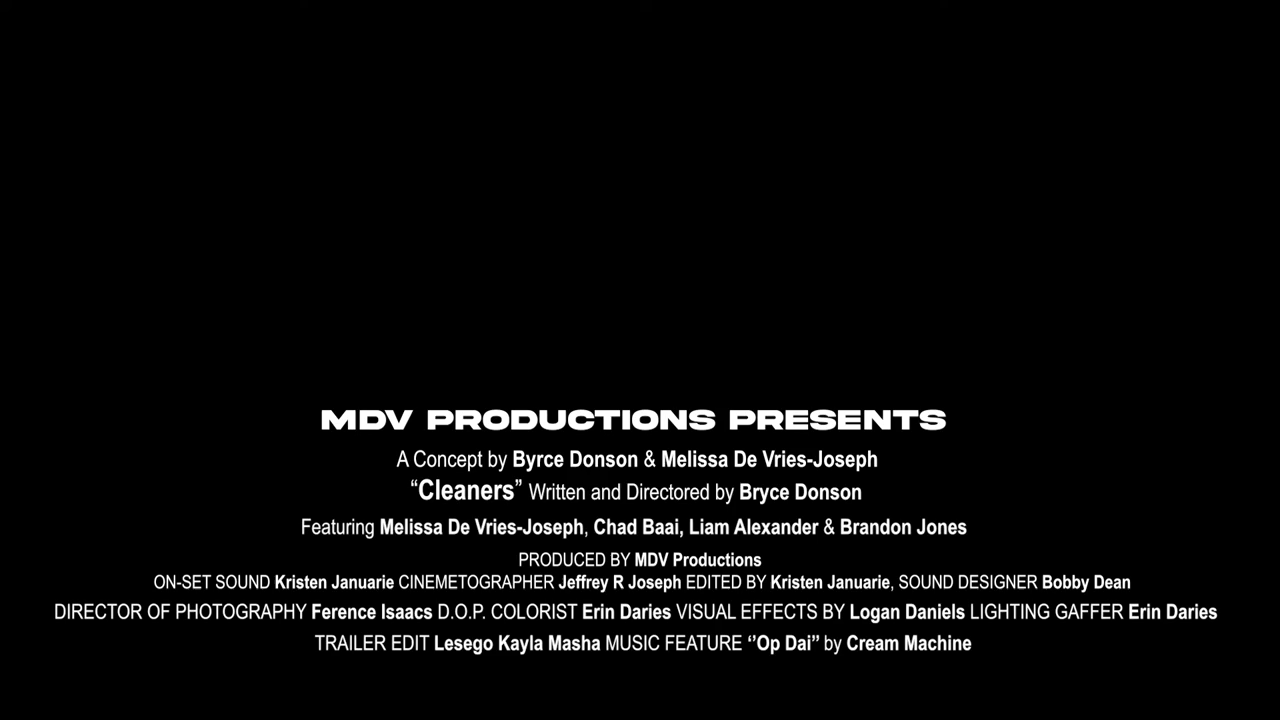 MDV PRODUCTIONS PRESENTS
A Concept by Byrce Donson & Melissa De Vries-Joseph
“Cleaners” Written and Directored by Bryce Donson
Featuring Melissa De Vries-Joseph, Chad Baai, Liam Alexander & Brandon Jones
PRODUCED BY MDV Productions
ON-SET SOUND Kristen Januarie CINEMETOGRAPHER Jeffrey R Joseph EDITED BY Kristen Januarie, SOUND DESIGNER Bobby Dean
DIRECTOR OF PHOTOGRAPHY Ference Isaacs D.O.P. COLORIST Erin Daries VISUAL EFFECTS BY Logan Daniels LIGHTING GAFFER Erin Daries
TRAILER EDIT Lesego Kayla Masha MUSIC FEATURE ‘’Op Dai’’ by Cream Machine